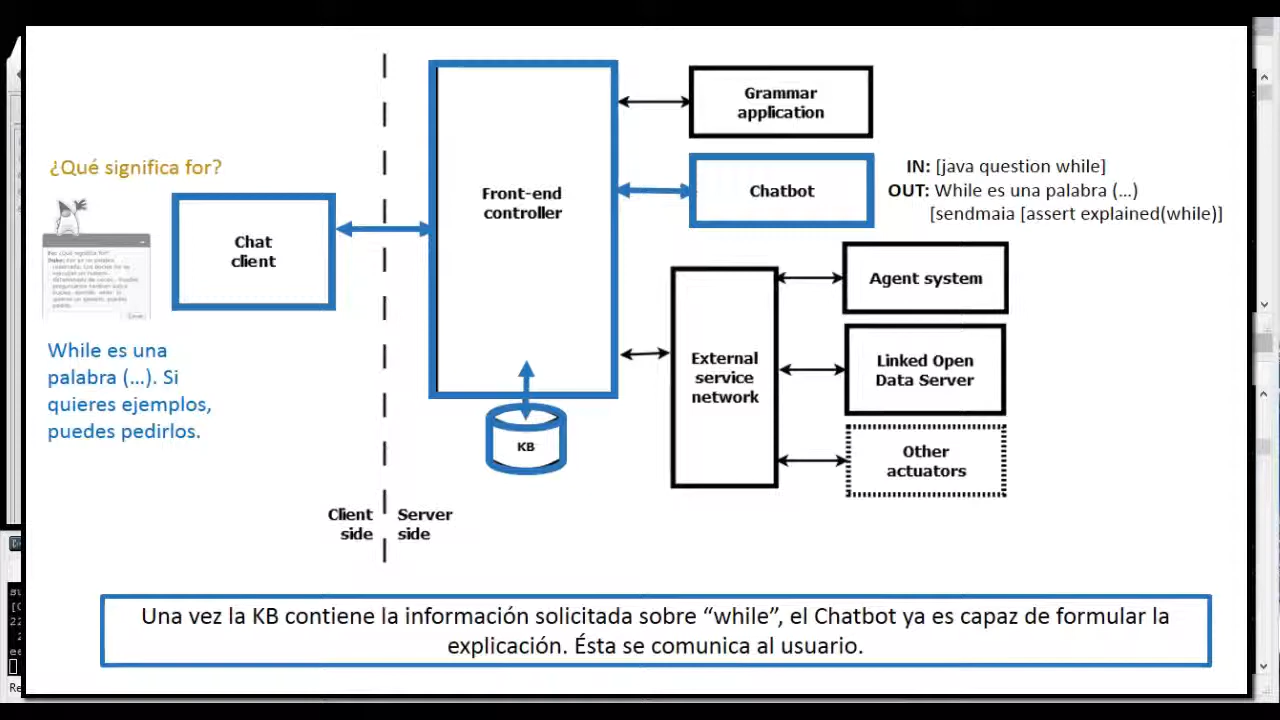 ¿Qué significa for?
Chat
client
While es una
palabra (...). Si
quieres ejemplos,
puedes pedirlos.
Client
side
Server
side
Front-end
controller
KB
Grammar
application
Chatbot
IN: [java question while]
OUT: While es una palabra (...)
[sendmaia [assert explained(while)]
External
service
network
Agent system
Linked Open
Data Server
Other
actuators
Una vez la KB contiene la información solicitada sobre “while”, el Chatbot ya es capaz de formular la
explicación. Ésta se comunica al usuario.